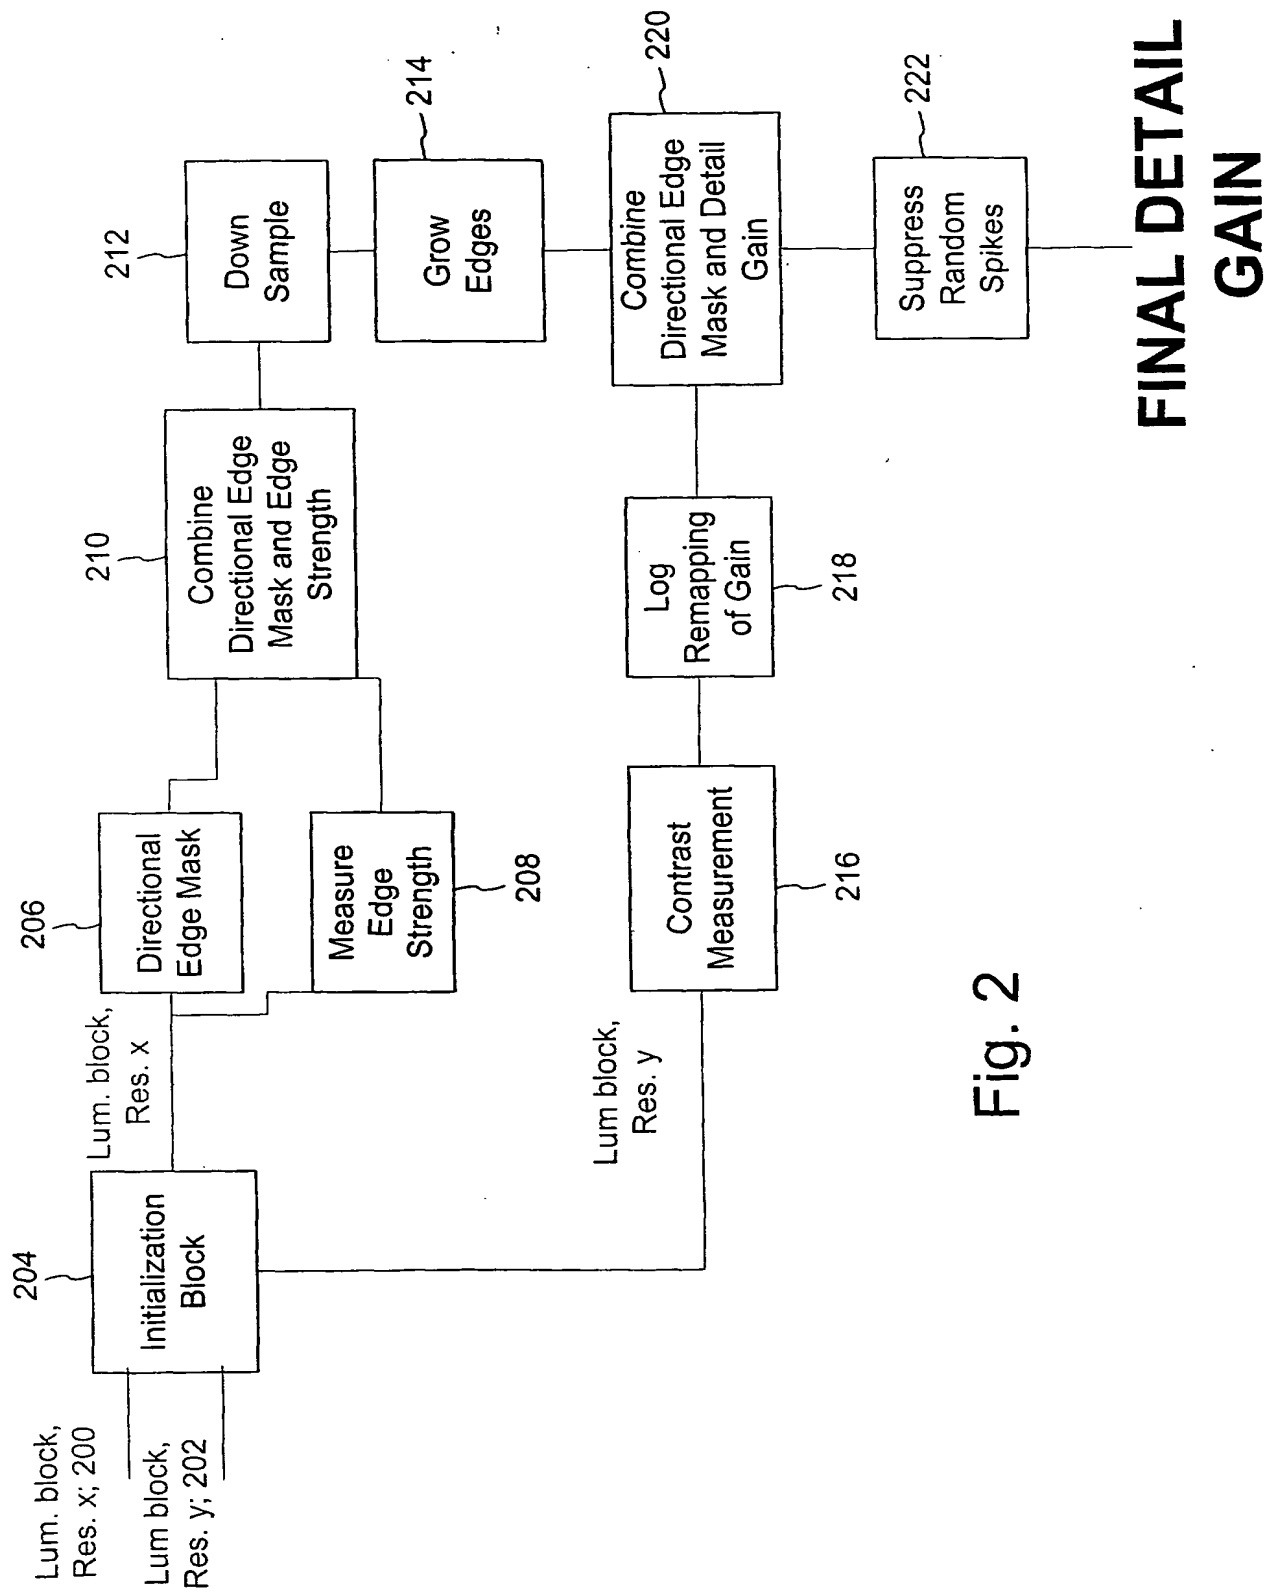 Lum. block,
Res. x; 200
Lum block,
Res. y; 202
204
Initialization
Block
Lum. block,
Res. x
206
Directional
Edge Mask
Measure
Edge
Strength
208
210
Combine
Directional Edge
Mask and Edge
Strength
212
Down
Sample
Grow
Edges
214
Lum block,
Res. y
Contrast
Measurement
216
Log
Remapping
of Gain
218
Combine
Directional Edge
Mask and Detail
Gain
220
Suppress
Random
Spikes
222
FINAL DETAIL
GAIN
Fig. 2